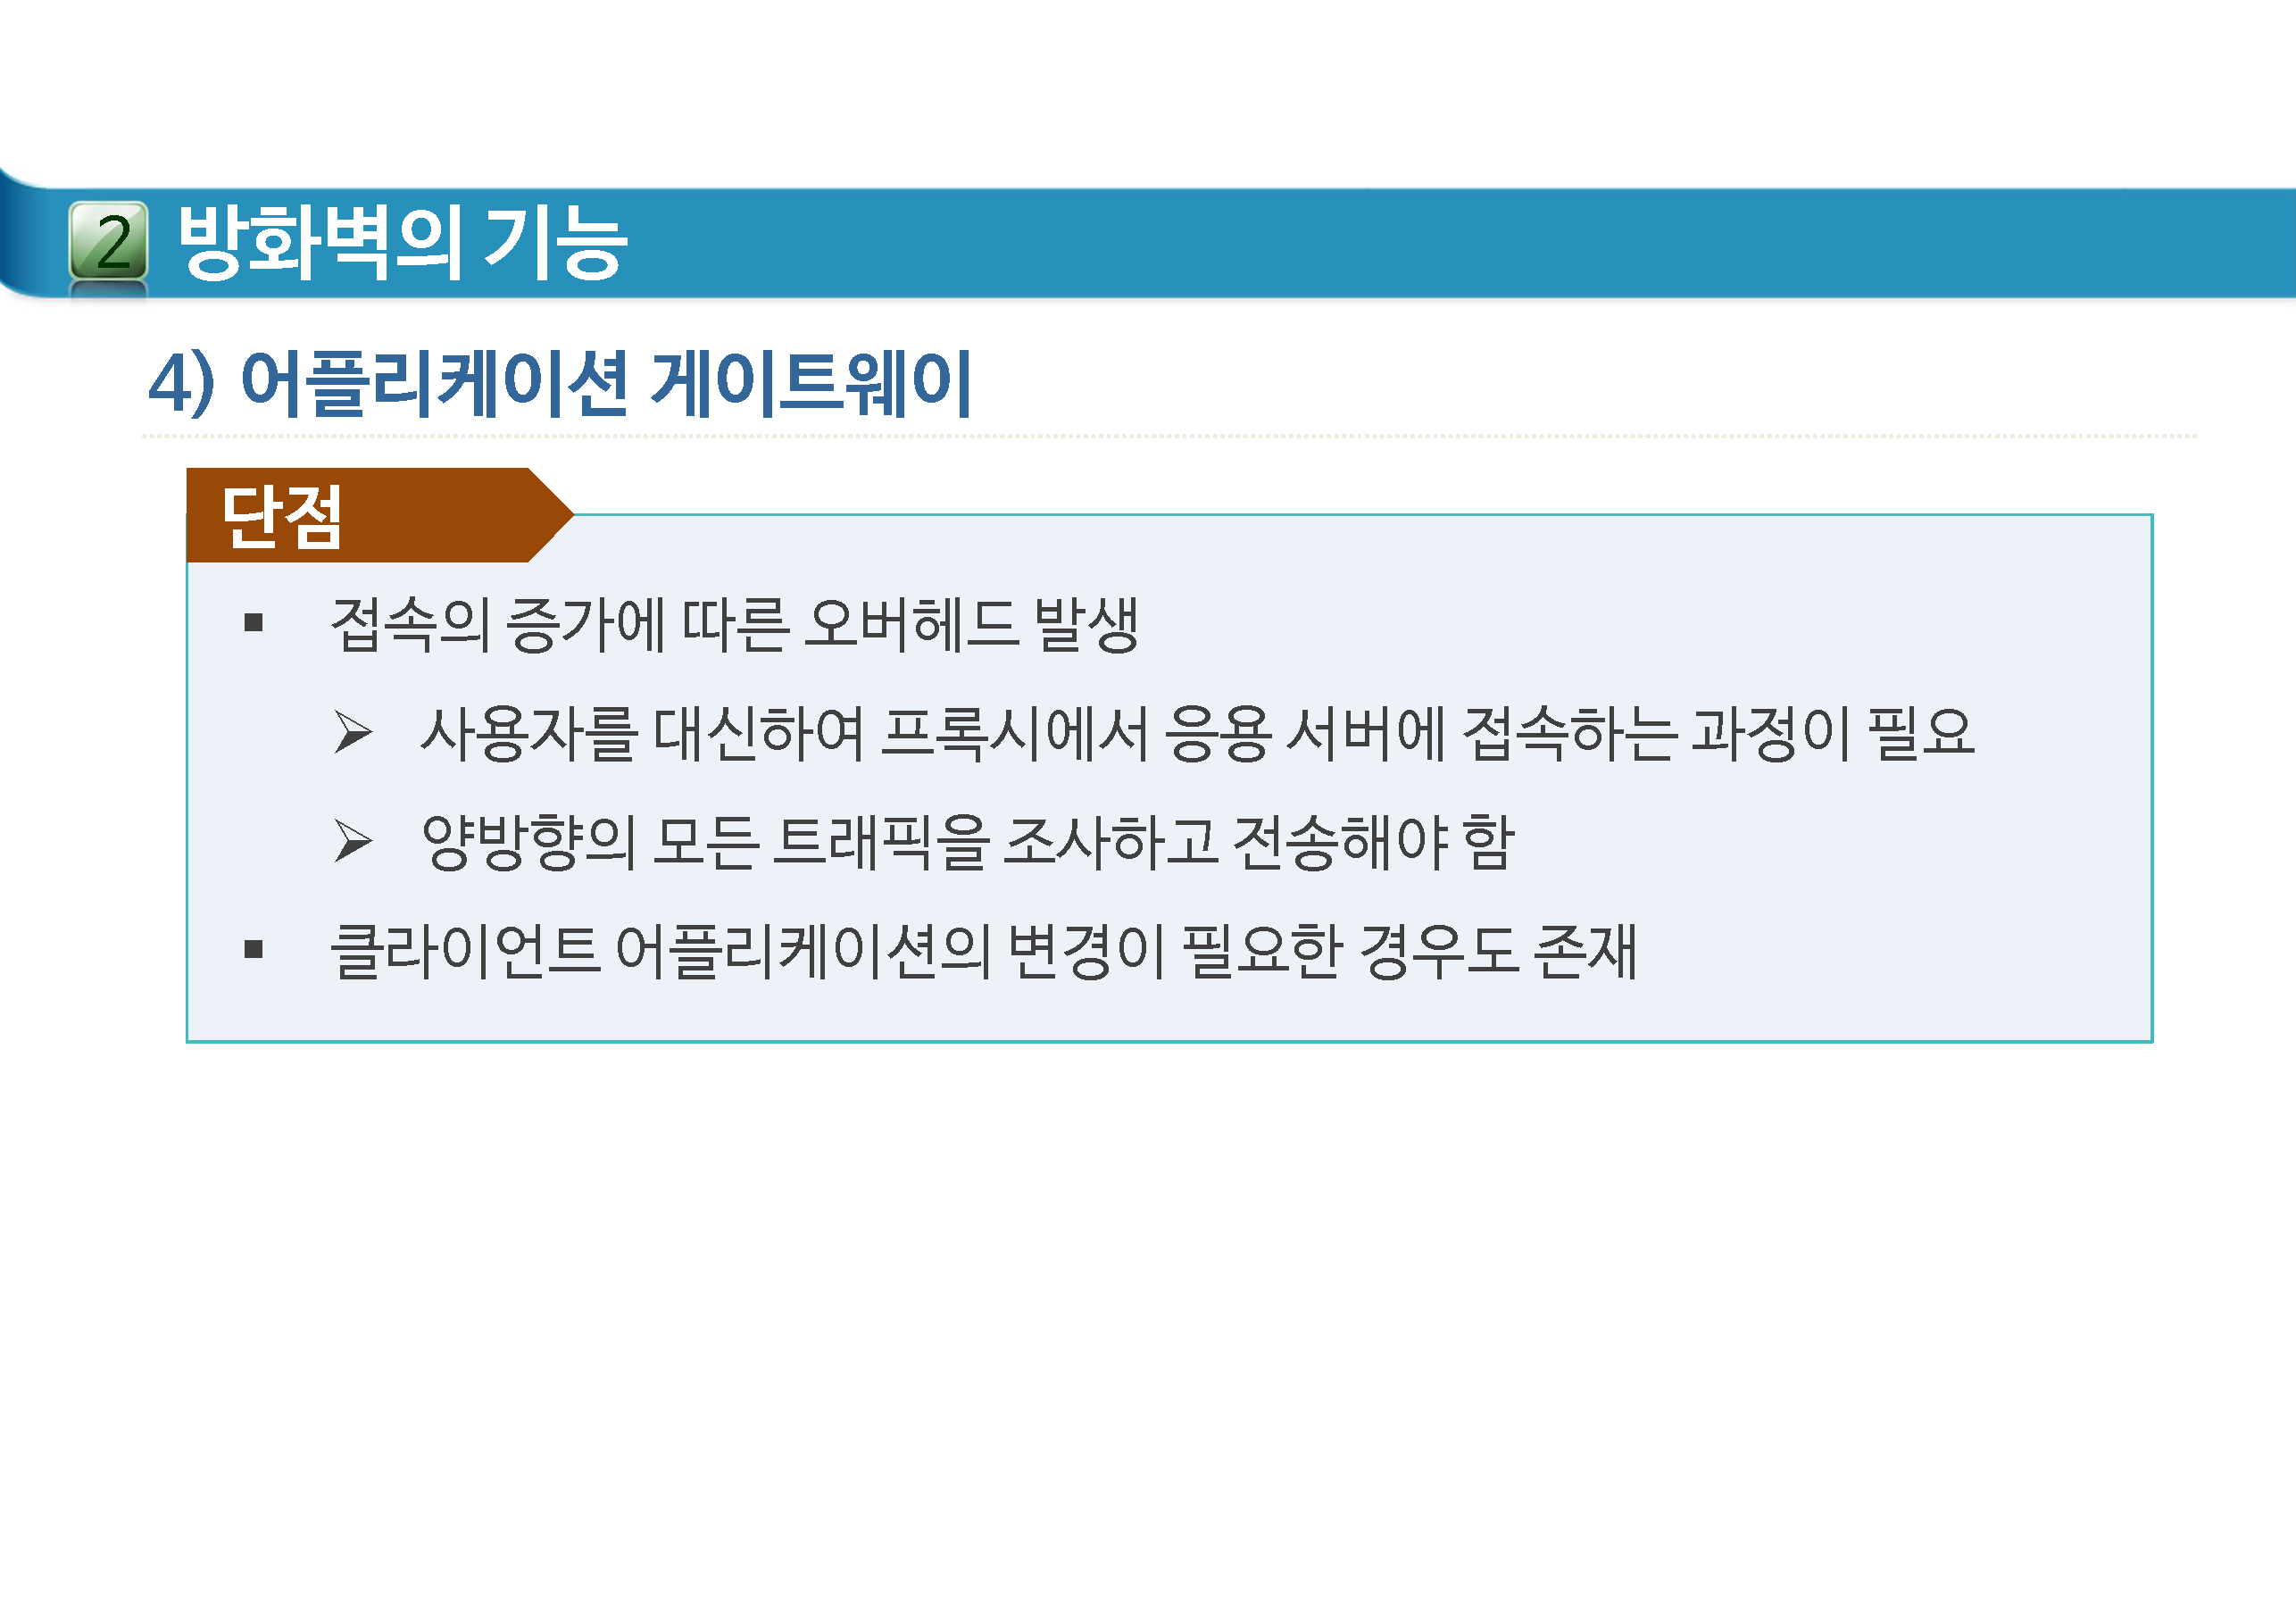 2 방화벽의 기능
4) 어플리케이션 게이트웨이
단점
▪ 접속의 증가에 따른 오버헤드 발생
➢ 사용자를 대신하여 프록시에서 응용 서버에 접속하는 과정이 필요
➢ 양방향의 모든 트래픽을 조사하고 전송해야 함
▪ 클라이언트 어플리케이션의 변경이 필요한 경우도 존재